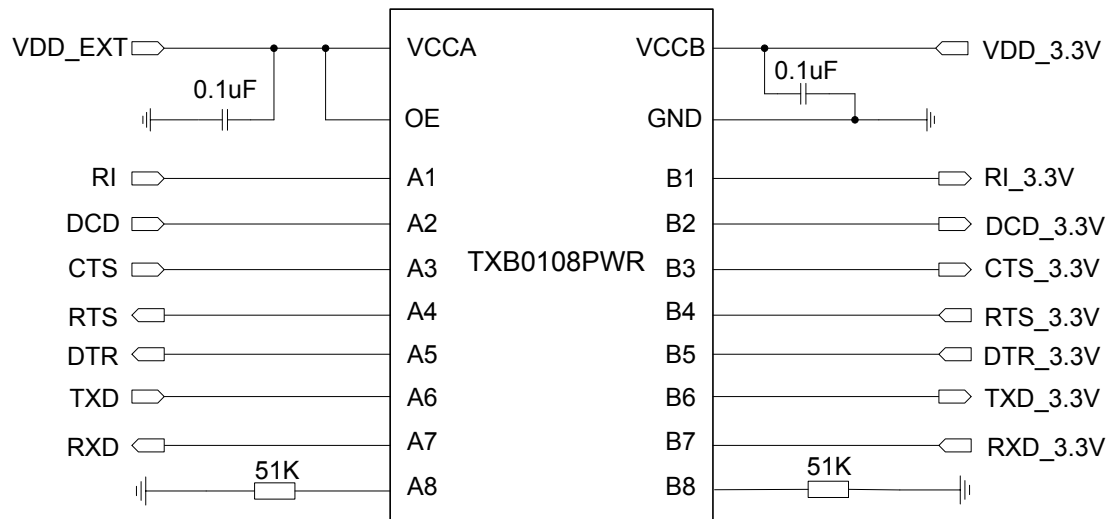 VDD_EXT VCCA VCCB VDD_3.3V
0.1uF 0.1uF
OE GND
RI A1 B1 RI_3.3V
DCD A2 B2 DCD_3.3V
TXB0108PWR
CTS A3 B3 CTS_3.3V
RTS A4 B4 RTS_3.3V
DTR A5 B5 DTR_3.3V
TXD A6 B6 TXD_3.3V
RXD A7 B7 RXD_3.3V
51K 51K
A8 B8